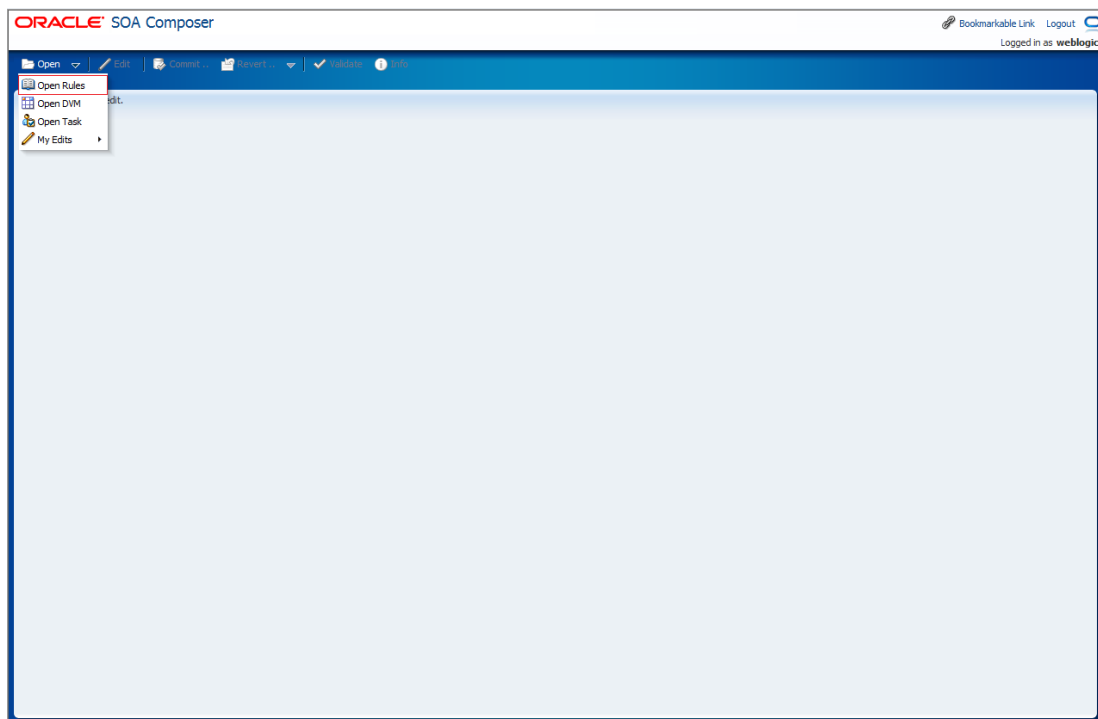 ORACLE SOA Composer
Bookmarkable Link Logout
Logged in as weblogic
Open Edit Commit .. Revert .. Validate Info
Open Rules
Open DVM edit.
Open Task
My Edits